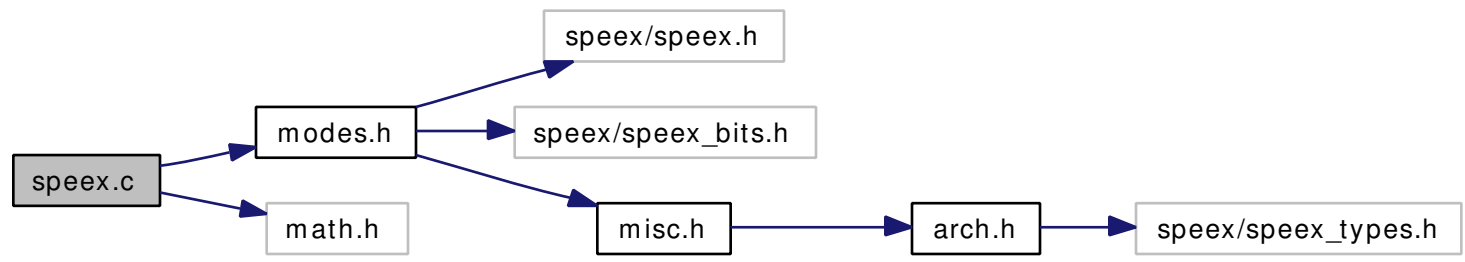 speex/speex.h
modes.h
speex/speex_bits.h
speex.c
math.h
misc.h
arch.h
speex/speex_types.h